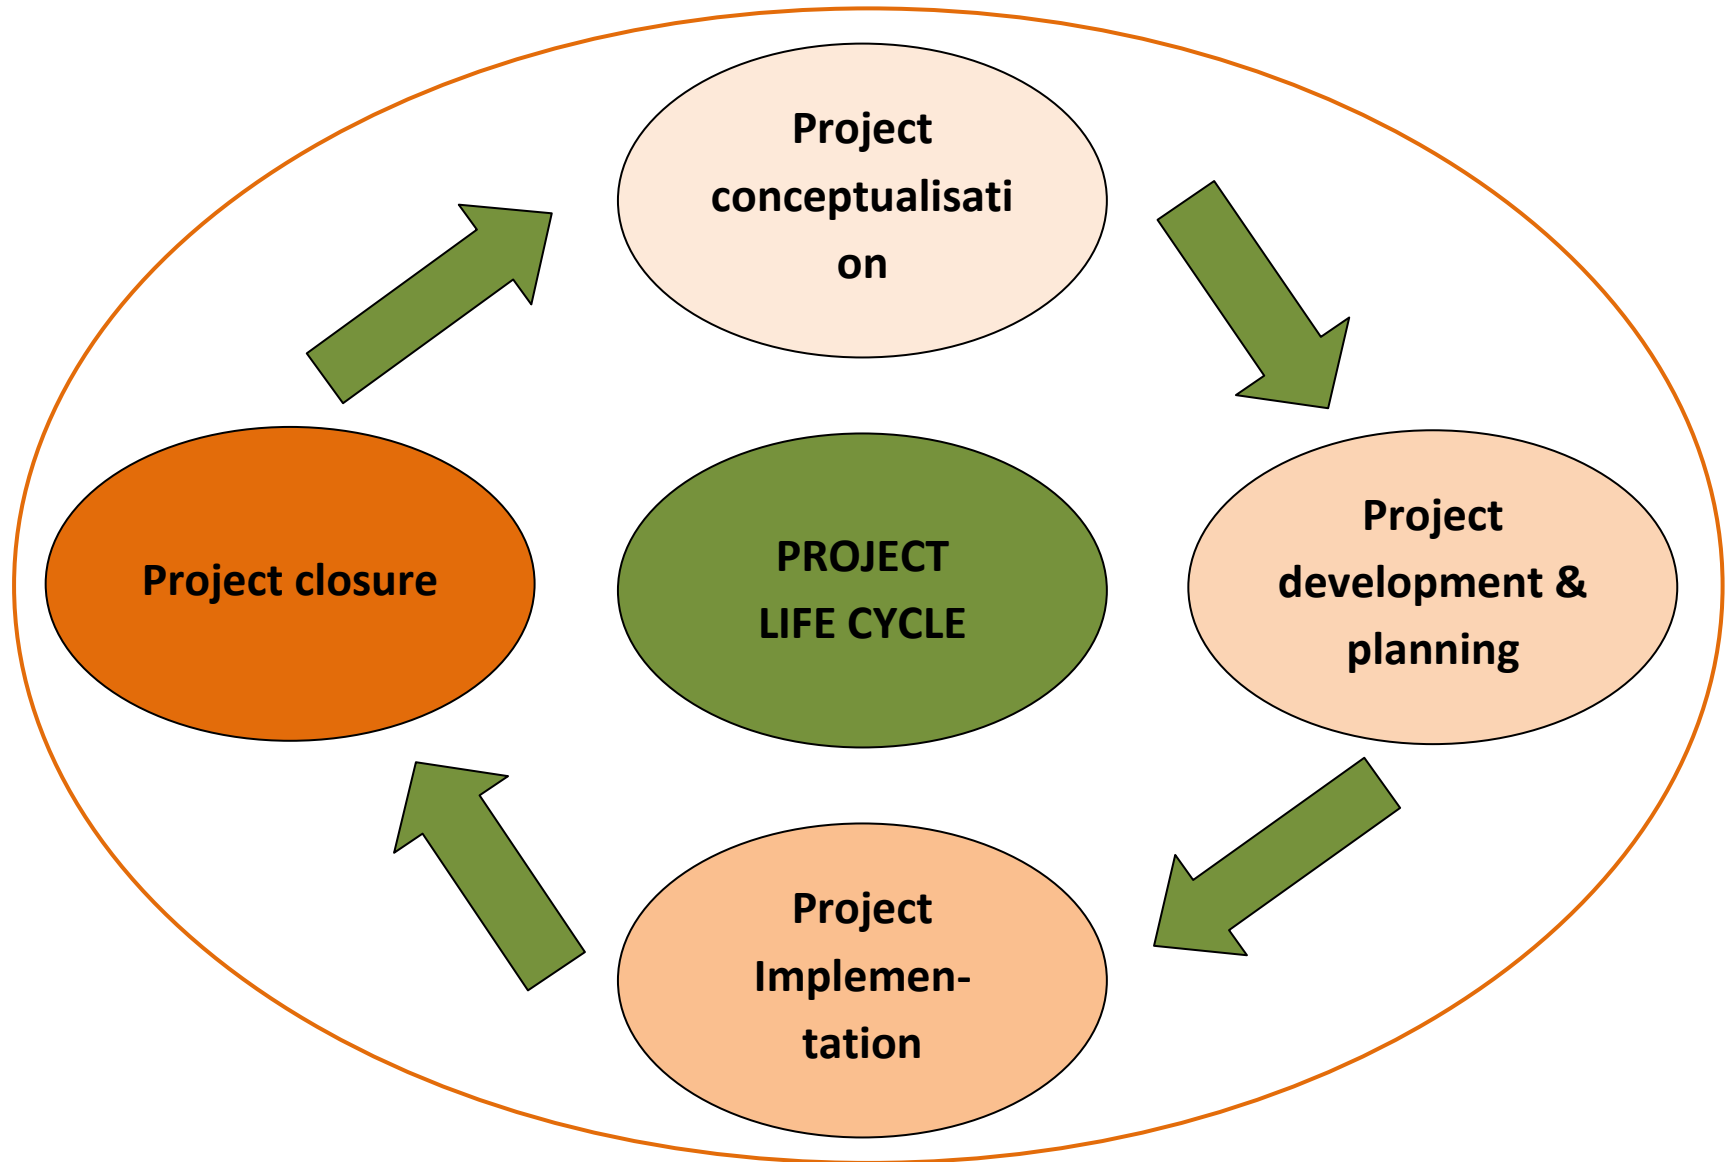 Project
conceptualisati
on
Project closure
PROJECT
LIFE CYCLE
Project
development &
planning
Project
Implemen-
tation